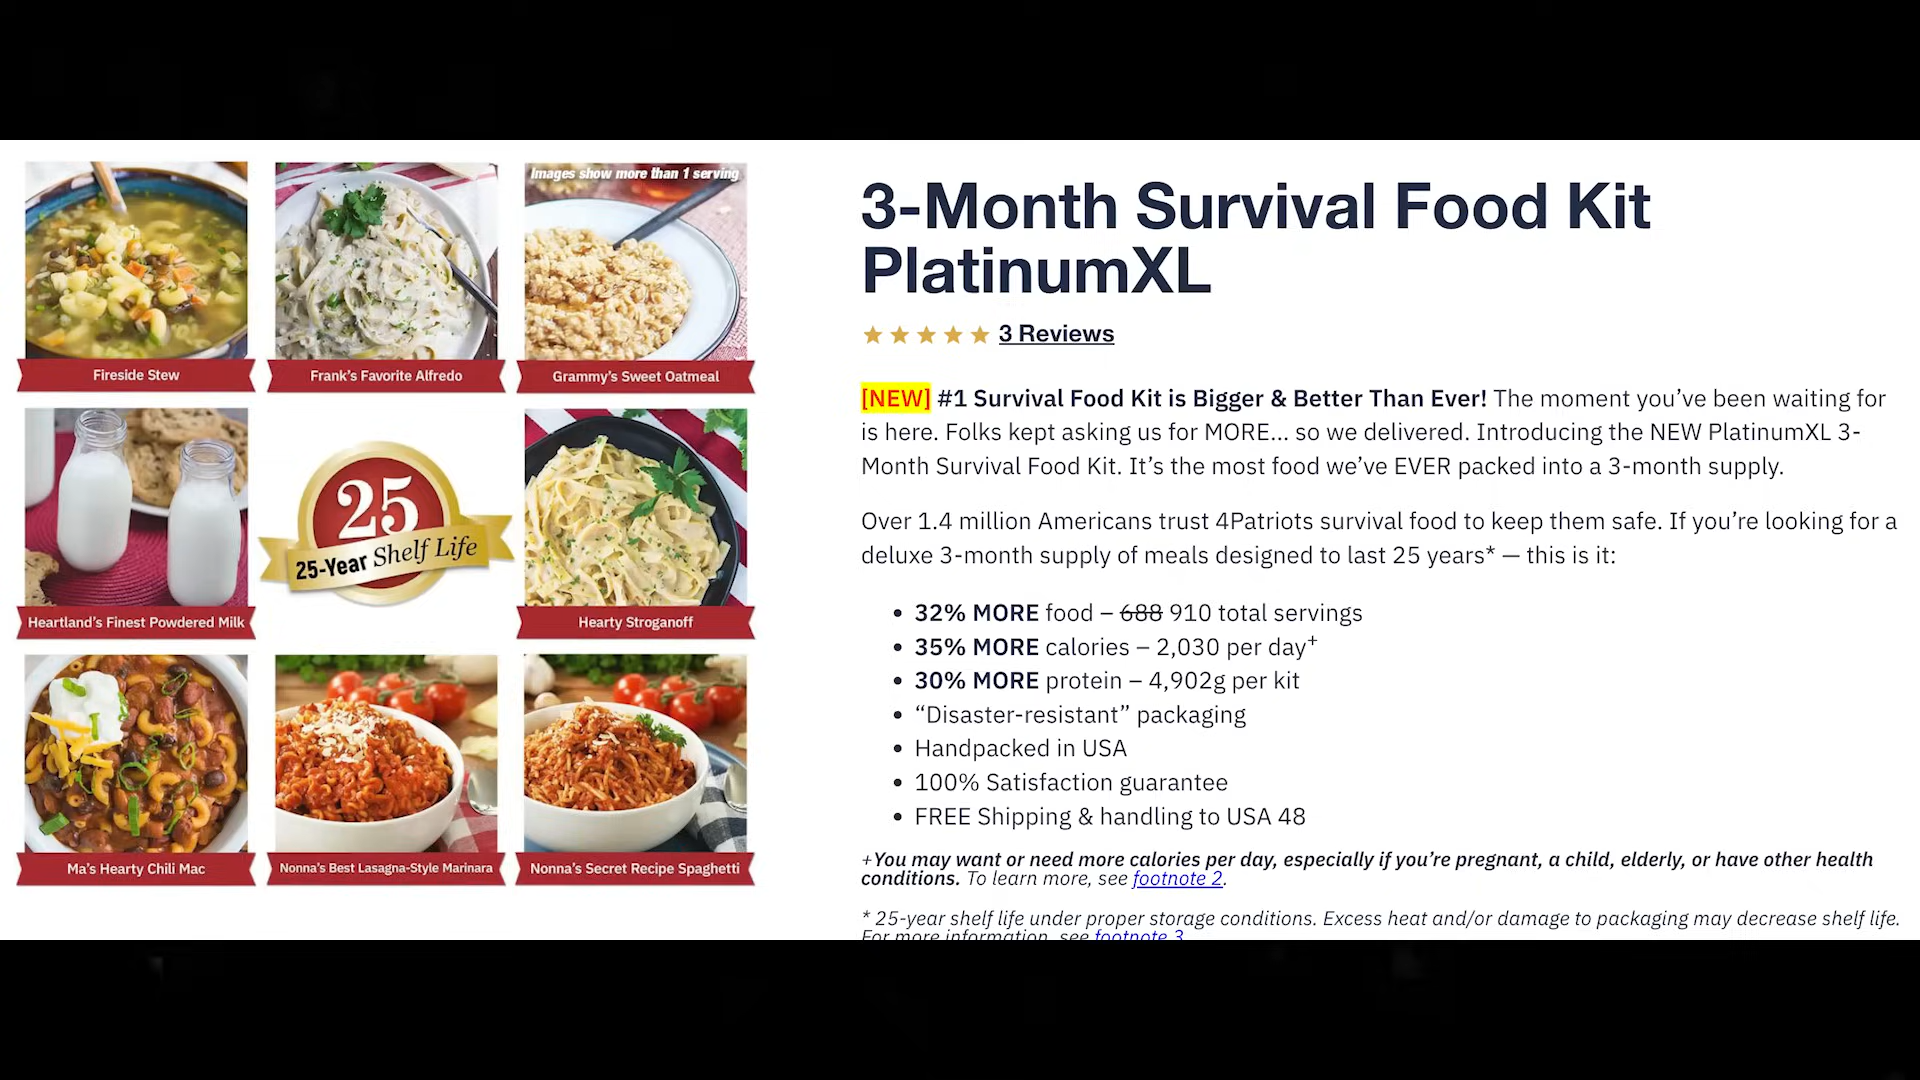 Images show more than 1 serving
Fireside Stew
Frank's Favorite Alfredo
Grammy's Sweet Oatmeal
Heartland's Finest Powdered Milk
25
25-Year Shelf Life
Hearty Stroganoff
Ma's Hearty Chili Mac
Nonna's Best Lasagna-Style Marinara
Nonna's Secret Recipe Spaghetti
3-Month Survival Food Kit
PlatinumXL
3 Reviews
[NEW] #1 Survival Food Kit is Bigger & Better Than Ever! The moment you’ve been waiting for
is here. Folks kept asking us for MORE... so we delivered. Introducing the NEW PlatinumXL 3-
Month Survival Food Kit. It’s the most food we’ve EVER packed into a 3-month supply.
Over 1.4 million Americans trust 4Patriots survival food to keep them safe. If you’re looking for a
deluxe 3-month supply of meals designed to last 25 years* — this is it:
• 32% MORE food – 688 910 total servings
• 35% MORE calories – 2,030 per day+
• 30% MORE protein – 4,902g per kit
• “Disaster-resistant” packaging
• Handpacked in USA
• 100% Satisfaction guarantee
• FREE Shipping & handling to USA 48
+You may want or need more calories per day, especially if you’re pregnant, a child, elderly, or have other health
conditions. To learn more, see footnote 2.
* 25-year shelf life under proper storage conditions. Excess heat and/or damage to packaging may decrease shelf life.
For more information, see footnote 3.